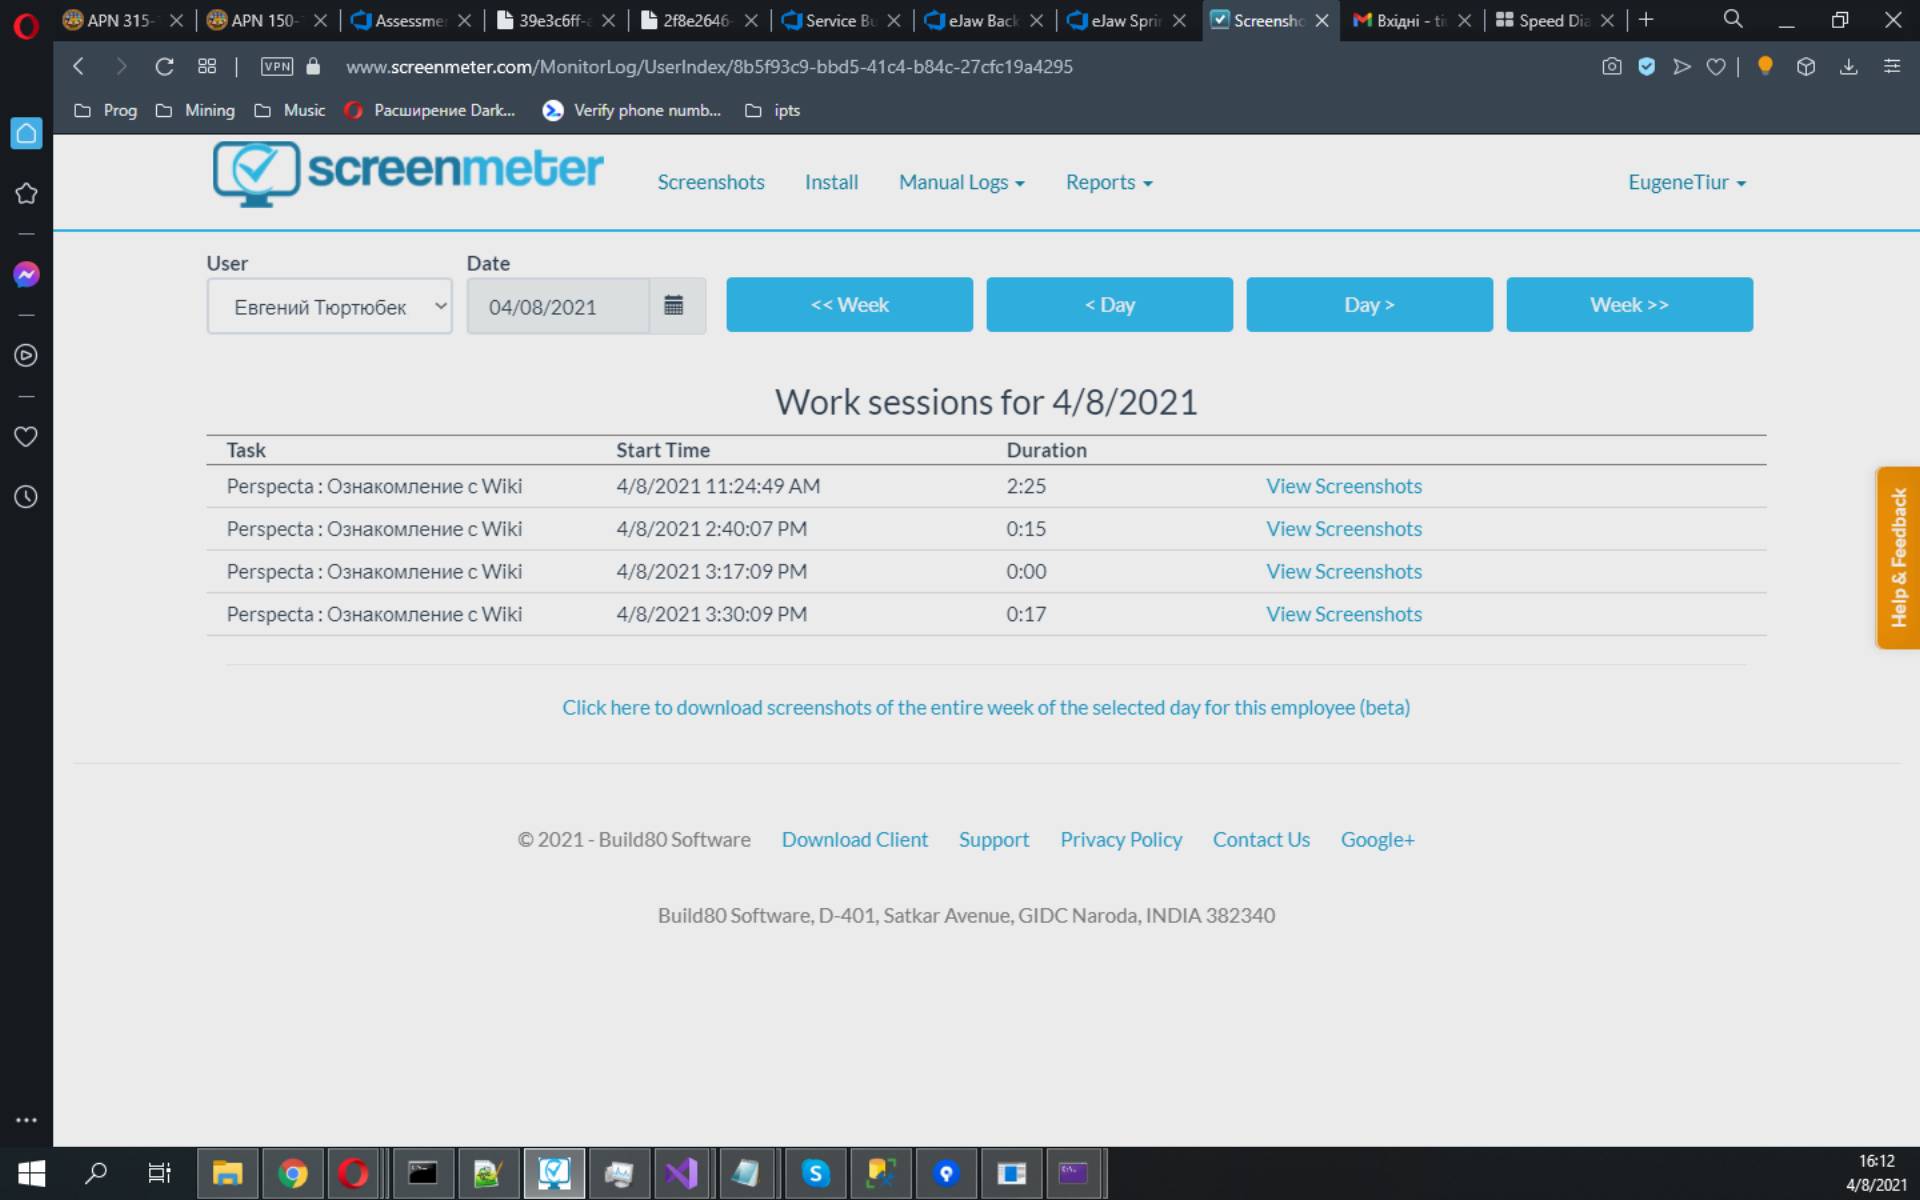 APN 315- APN 150- Assessme 39e3c6ff- 2f8e2646- Service Bu eJaw Back eJaw Sprin Screensho Вхідні - ti Speed Dia
VPN www.screenmeter.com/MonitorLog/UserIndex/8b5f93c9-bbd5-41c4-b84c-27cfc19a4295
Prog Mining Music Расширение Dark... Verify phone numb... ipts
screenmeter Screenshots Install Manual Logs Reports EugeneTiur
User Date
Евгений Тюртюбек 04/08/2021 << Week < Day Day > Week >>
Work sessions for 4/8/2021
Task Start Time Duration
Perspecta : Ознакомление с Wiki 4/8/2021 11:24:49 AM 2:25 View Screenshots
Perspecta : Ознакомление с Wiki 4/8/2021 2:40:07 PM 0:15 View Screenshots
Perspecta : Ознакомление с Wiki 4/8/2021 3:17:09 PM 0:00 View Screenshots
Perspecta : Ознакомление с Wiki 4/8/2021 3:30:09 PM 0:17 View Screenshots
Help & Feedback
Click here to download screenshots of the entire week of the selected day for this employee (beta)
© 2021 - Build80 Software Download Client Support Privacy Policy Contact Us Google+
Build80 Software, D-401, Satkar Avenue, GIDC Naroda, INDIA 382340
16:12
4/8/2021